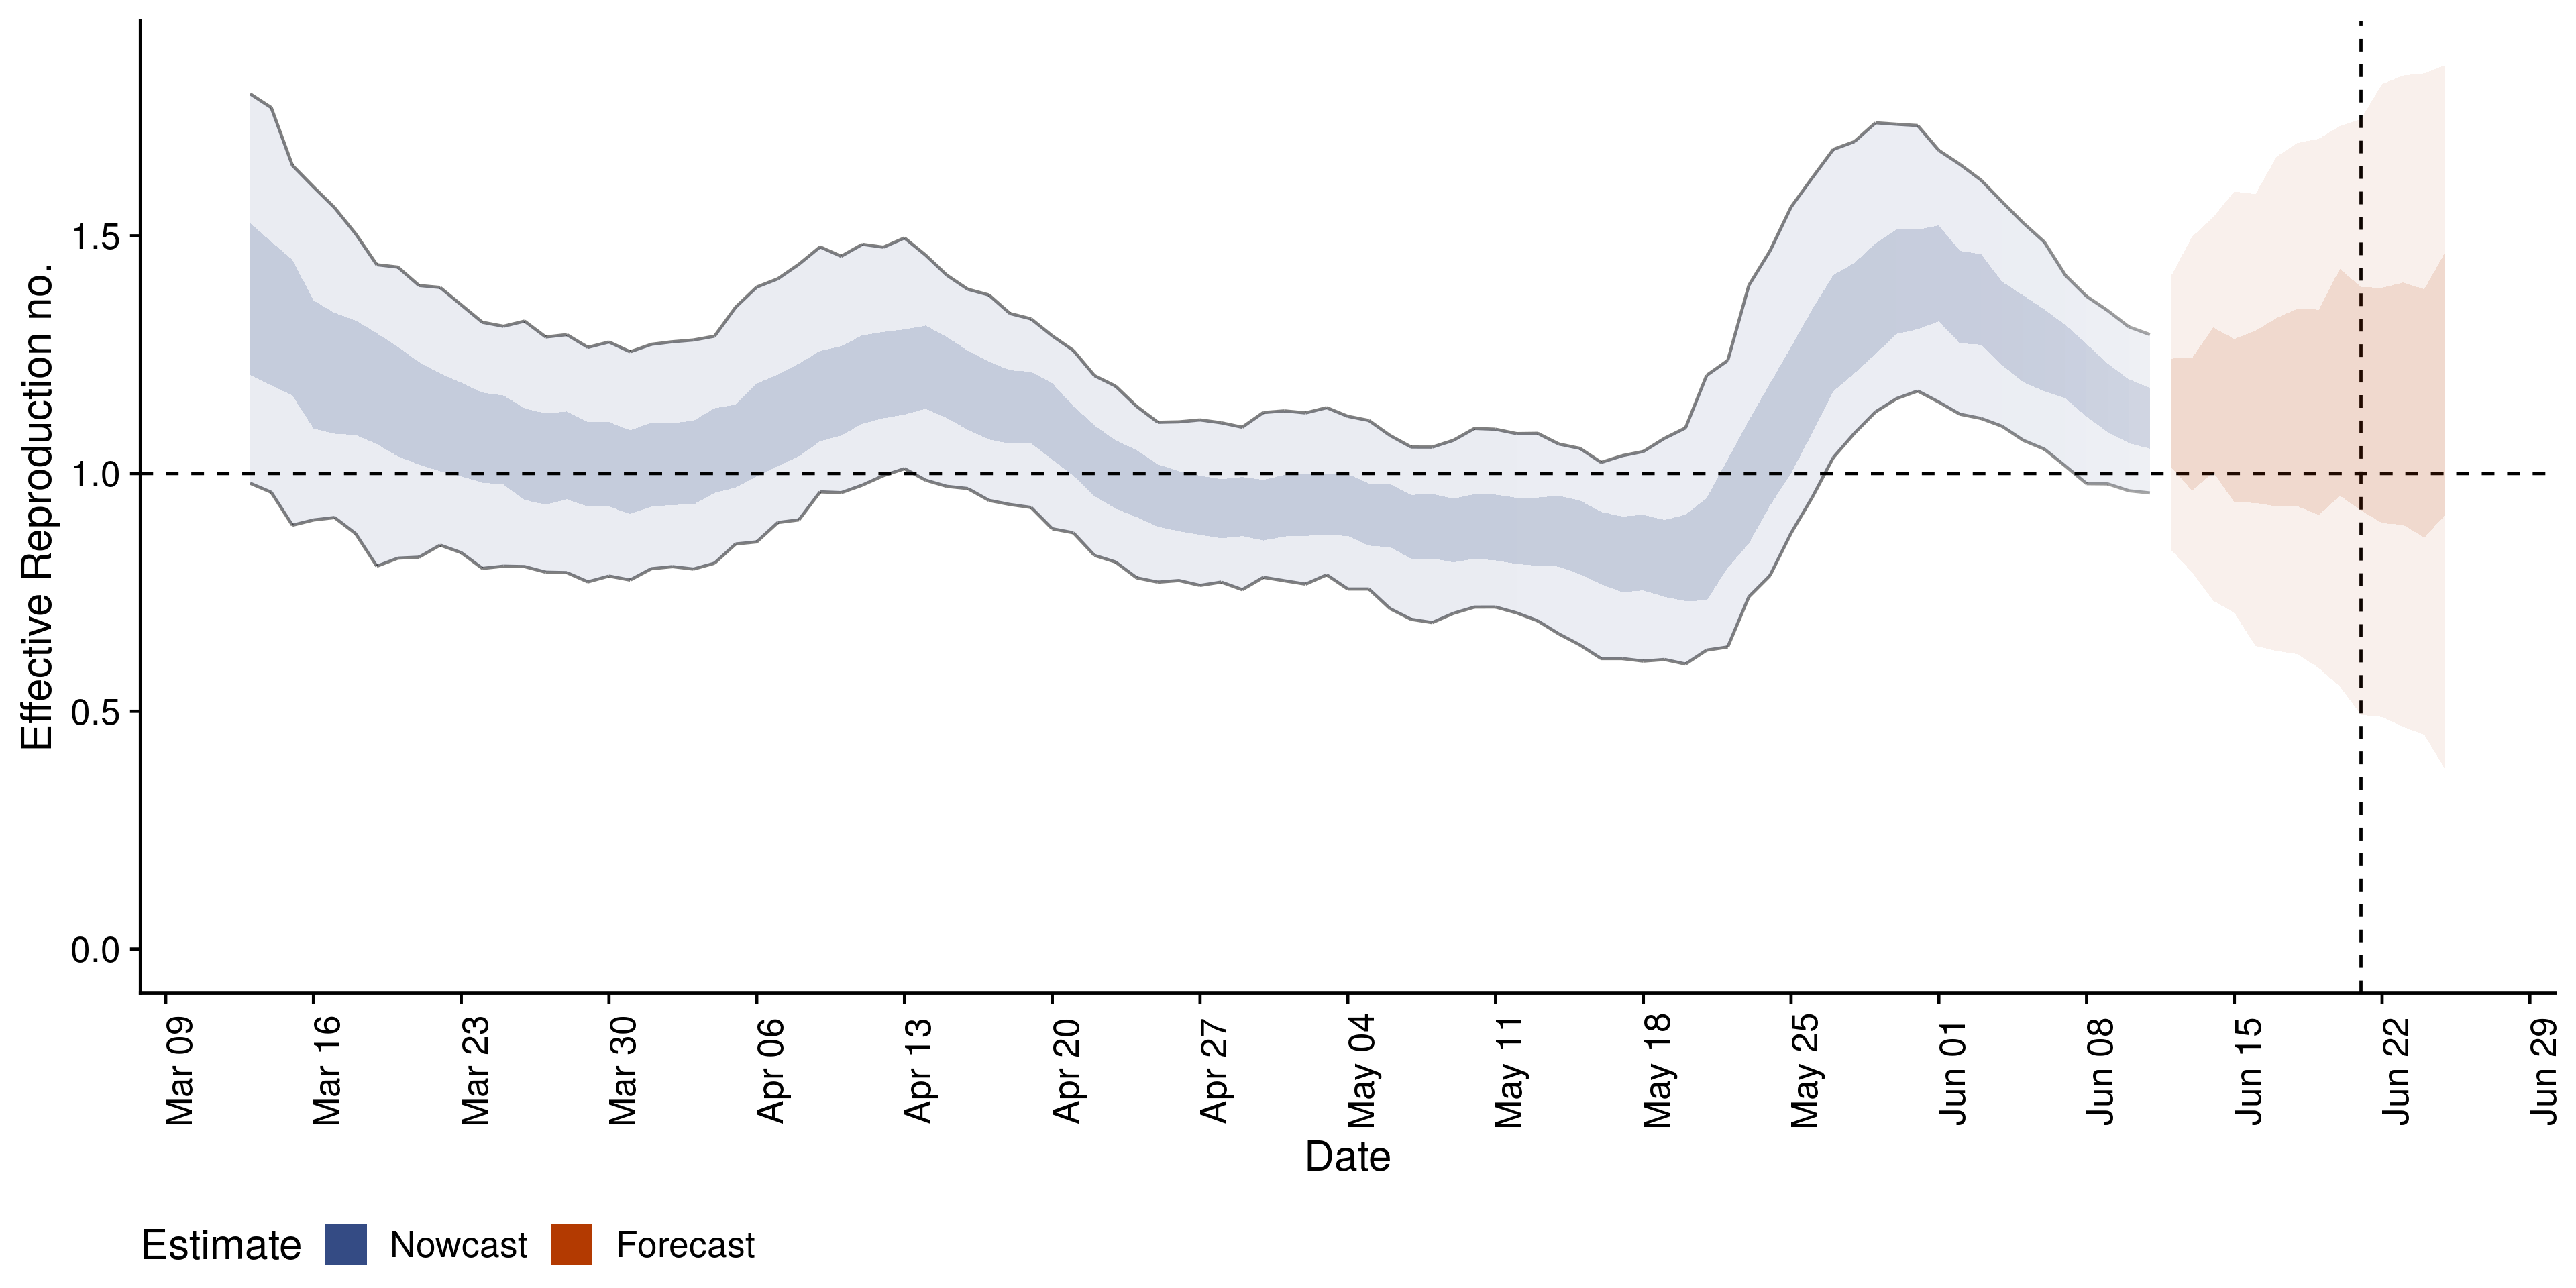 Effective Reproduction no.
1.5
1.0
0.5
0.0
Mar 09
Mar 16
Mar 23
Mar 30
Apr 06
Apr 13
Apr 20
Apr 27
May 04
May 11
May 18
May 25
Jun 01
Jun 08
Jun 15
Jun 22
Jun 29
Date
Estimate Nowcast Forecast